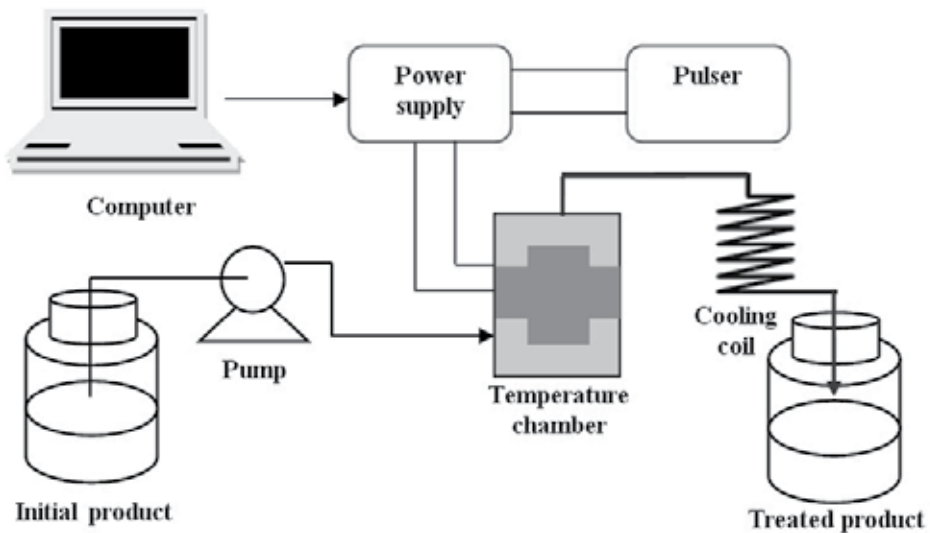 Power
supply
Pulser
Computer
Pump
Cooling
coil
Temperature
chamber
Initial product
Treated product